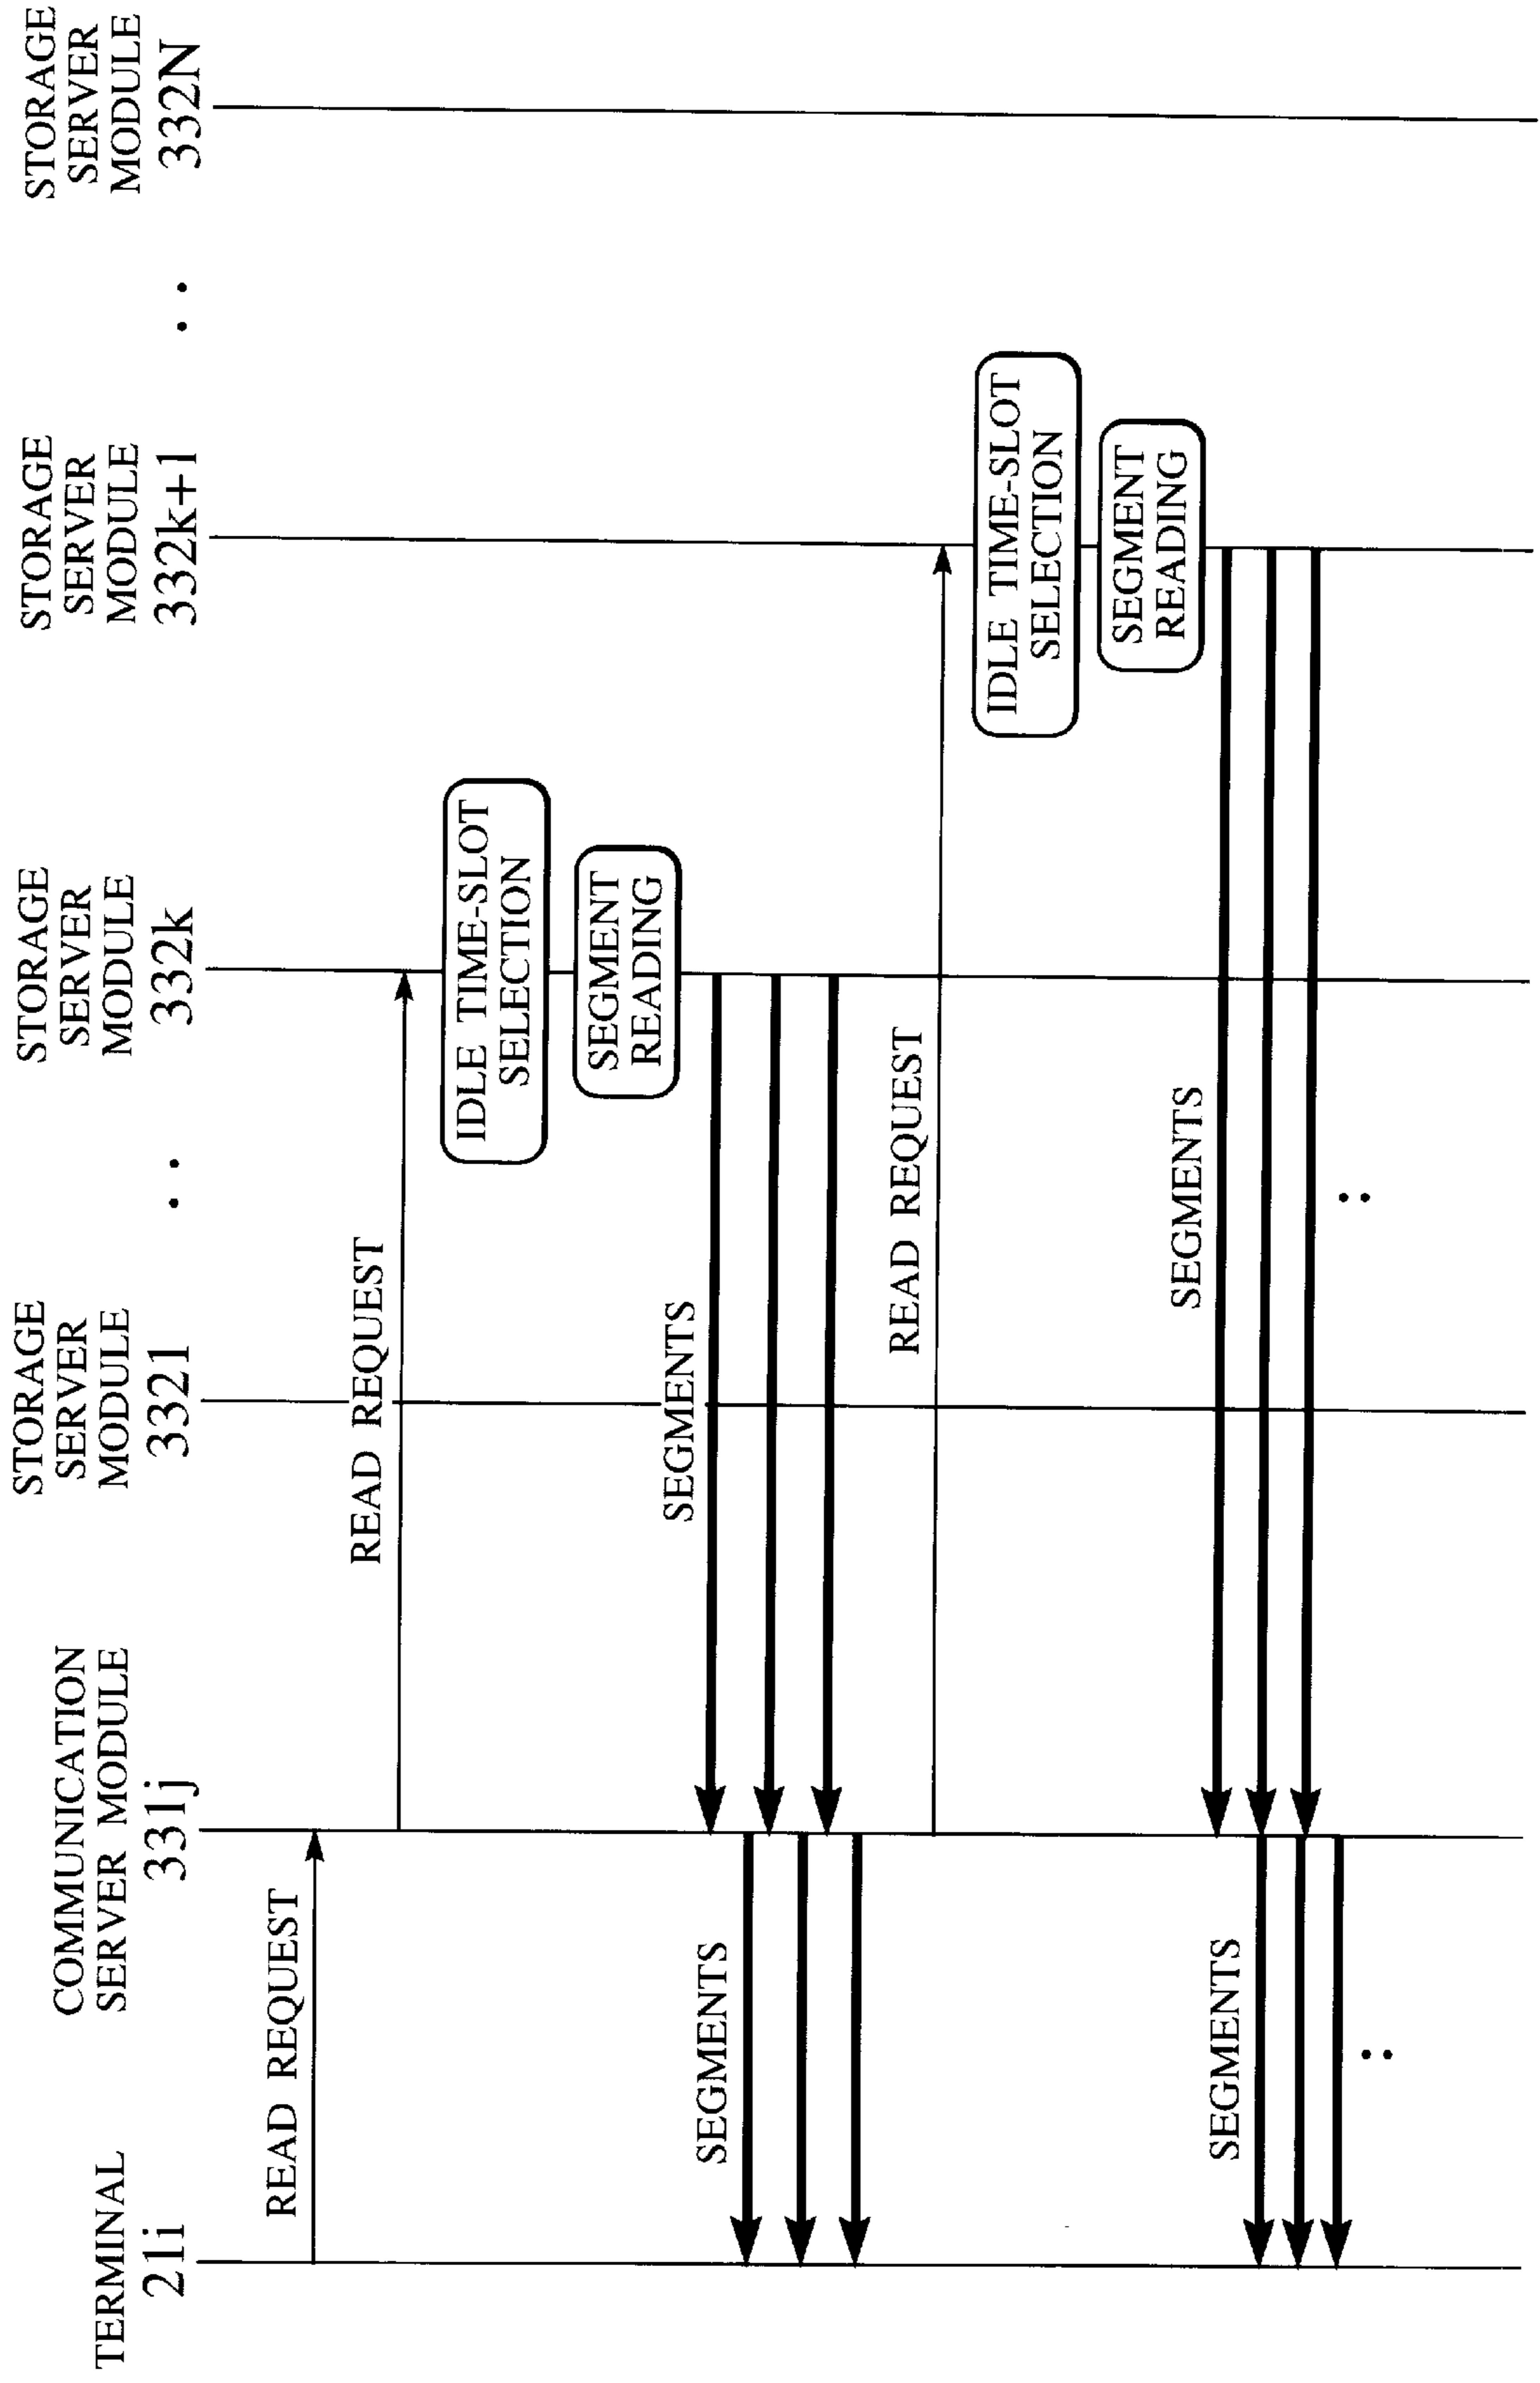 TERMINAL
21i
COMMUNICATION
SERVER MODULE
331j
STORAGE
SERVER
MODULE
3321
. .
STORAGE
SERVER
MODULE
332k
STORAGE
SERVER
MODULE
332k+1
. .
STORAGE
SERVER
MODULE
332N
READ REQUEST
READ REQUEST
IDLE TIME-SLOT
SELECTION
SEGMENT
READING
SEGMENTS
SEGMENTS
READ REQUEST
IDLE TIME-SLOT
SELECTION
SEGMENT
READING
SEGMENTS
SEGMENTS